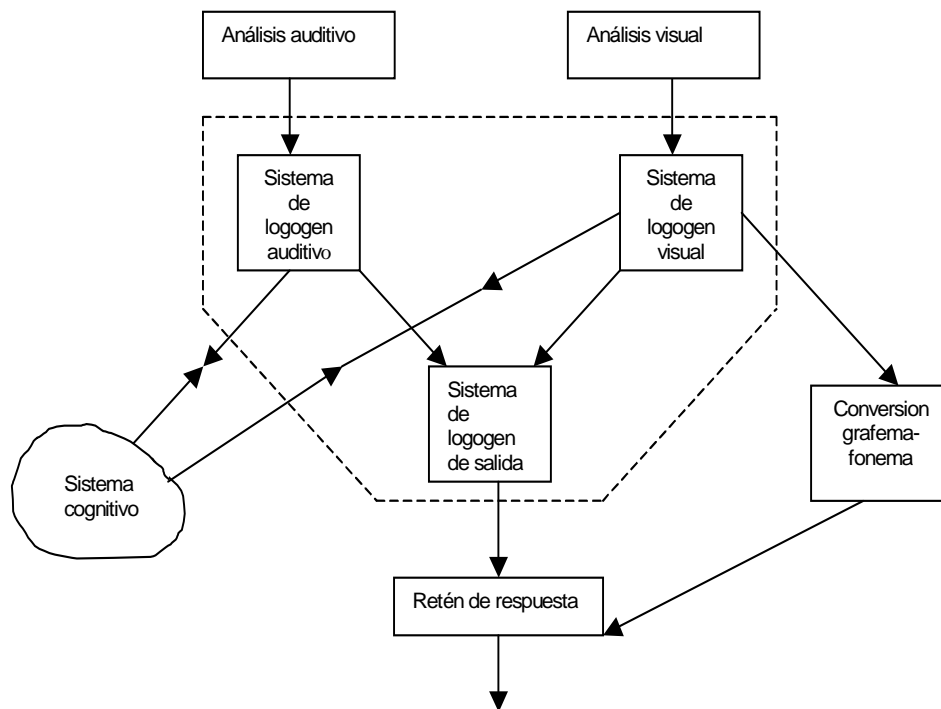 Análisis auditivo
Análisis visual
Sistema
de
logogen
auditivo
Sistema
de
logogen
visual
Sistema
de
logogen
de salida
Conversion
grafema-
fonema
Sistema
cognitivo
Retén de respuesta